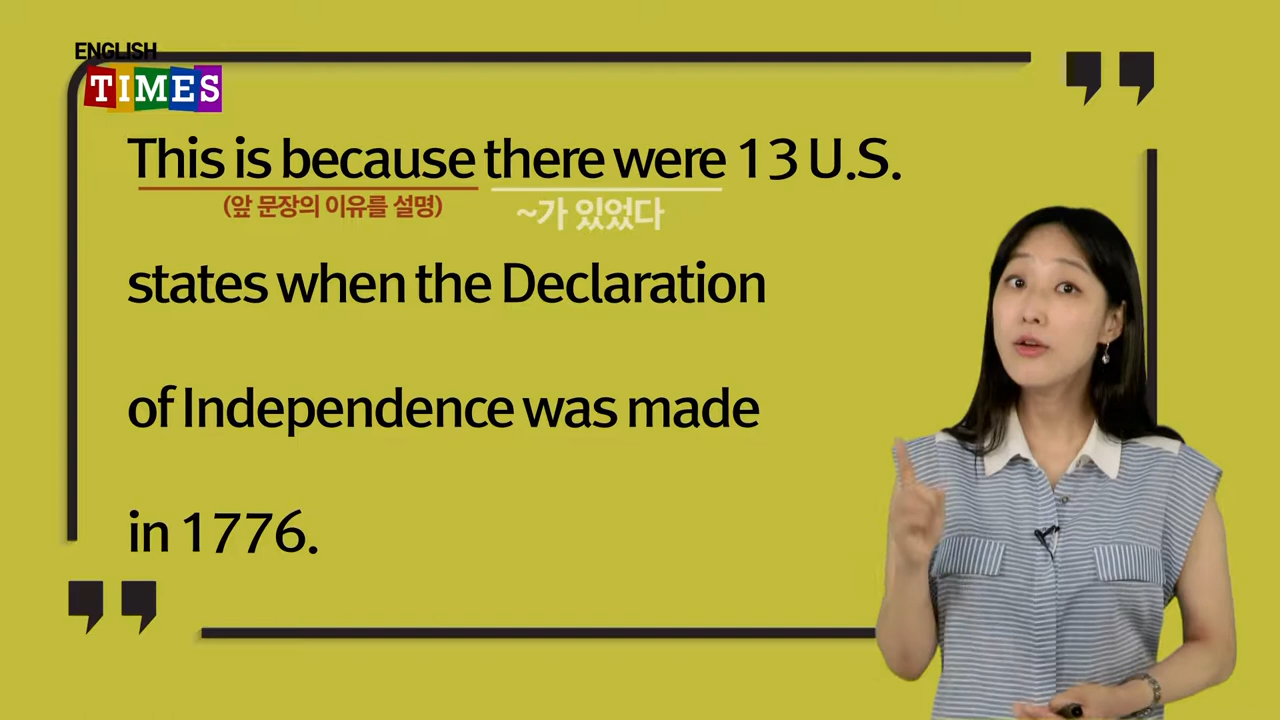 ENGLISH
TIMES
This is because there were 13 U.S.
(앞 문장의 이유를 설명)
~가 있었다
states when the Declaration
of Independence was made
in 1776.